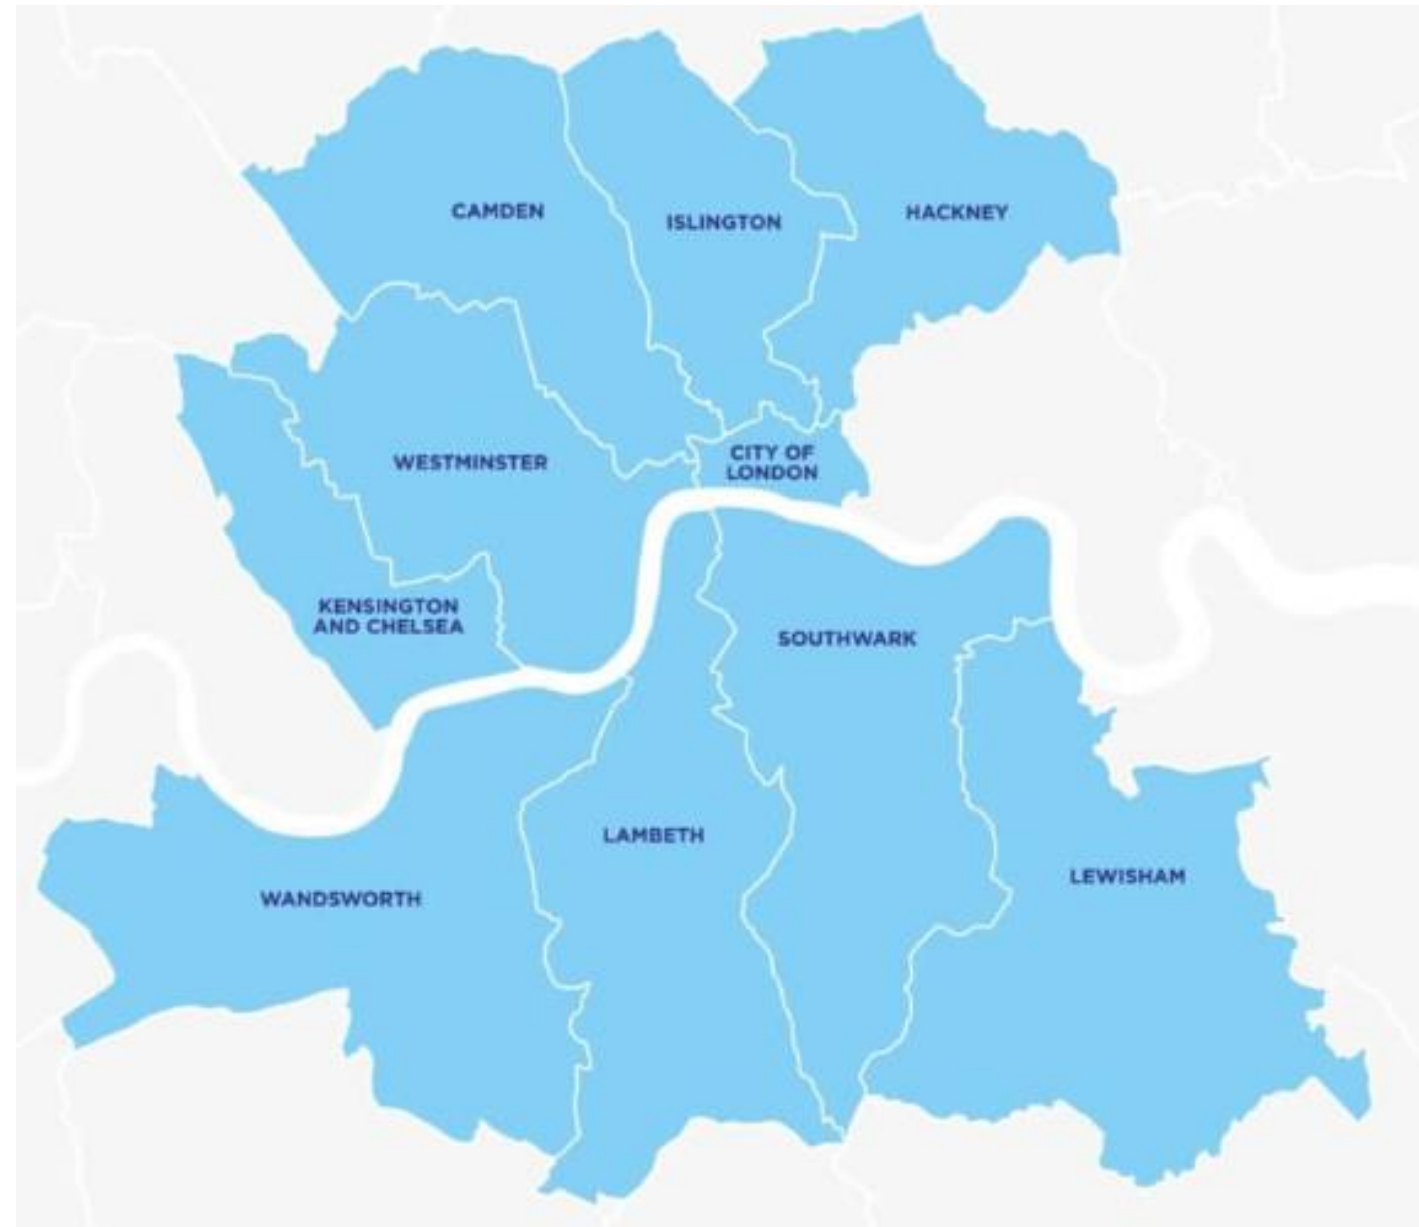 CAMDEN
ISLINGTON
HACKNEY
WESTMINSTER
CITY OF
LONDON
KENSINGTON
AND CHELSEA
SOUTHWARK
LAMBETH
LEWISHAM
WANDSWORTH